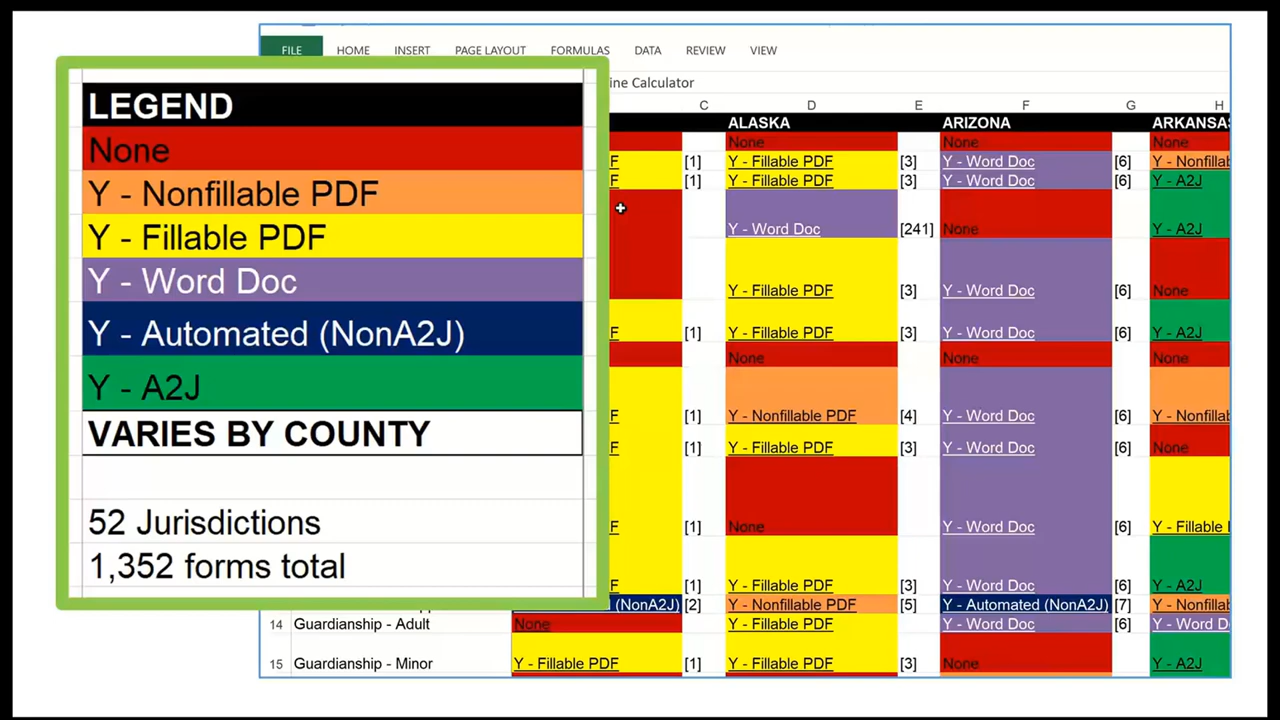 FILE HOME INSERT PAGE LAYOUT FORMULAS DATA REVIEW VIEW
ine Calculator
C D E F G H
LEGEND
None
Y - Nonfillable PDF
Y - Fillable PDF
Y - Word Doc
Y - Automated (NonA2J)
Y - A2J
VARIES BY COUNTY
52 Jurisdictions
1,352 forms total
ALASKA ARIZONA ARKANSAS
None None None
F [1] Y - Fillable PDF [3] Y - Word Doc [6] Y - Nonfillab
F [1] Y - Fillable PDF [3] Y - Word Doc [6] Y - A2J
Y - Word Doc [241] None Y - A2J
Y - Fillable PDF [3] Y - Word Doc [6] None
F [1] Y - Fillable PDF [3] Y - Word Doc [6] Y - A2J
None None None
F [1] Y - Nonfillable PDF [4] Y - Word Doc [6] Y - Nonfillab
F [1] Y - Fillable PDF [3] Y - Word Doc [6] None
F [1] None Y - Word Doc [6] Y - Fillable
F [1] Y - Fillable PDF [3] Y - Word Doc [6] Y - A2J
(NonA2J) [2] Y - Nonfillable PDF [5] Y - Automated (NonA2J) [7] Y - Nonfillab
14 Guardianship - Adult None Y - Fillable PDF Y - Word Doc [6] Y - Word D
15 Guardianship - Minor Y - Fillable PDF [1] Y - Fillable PDF [3] None Y - A2J